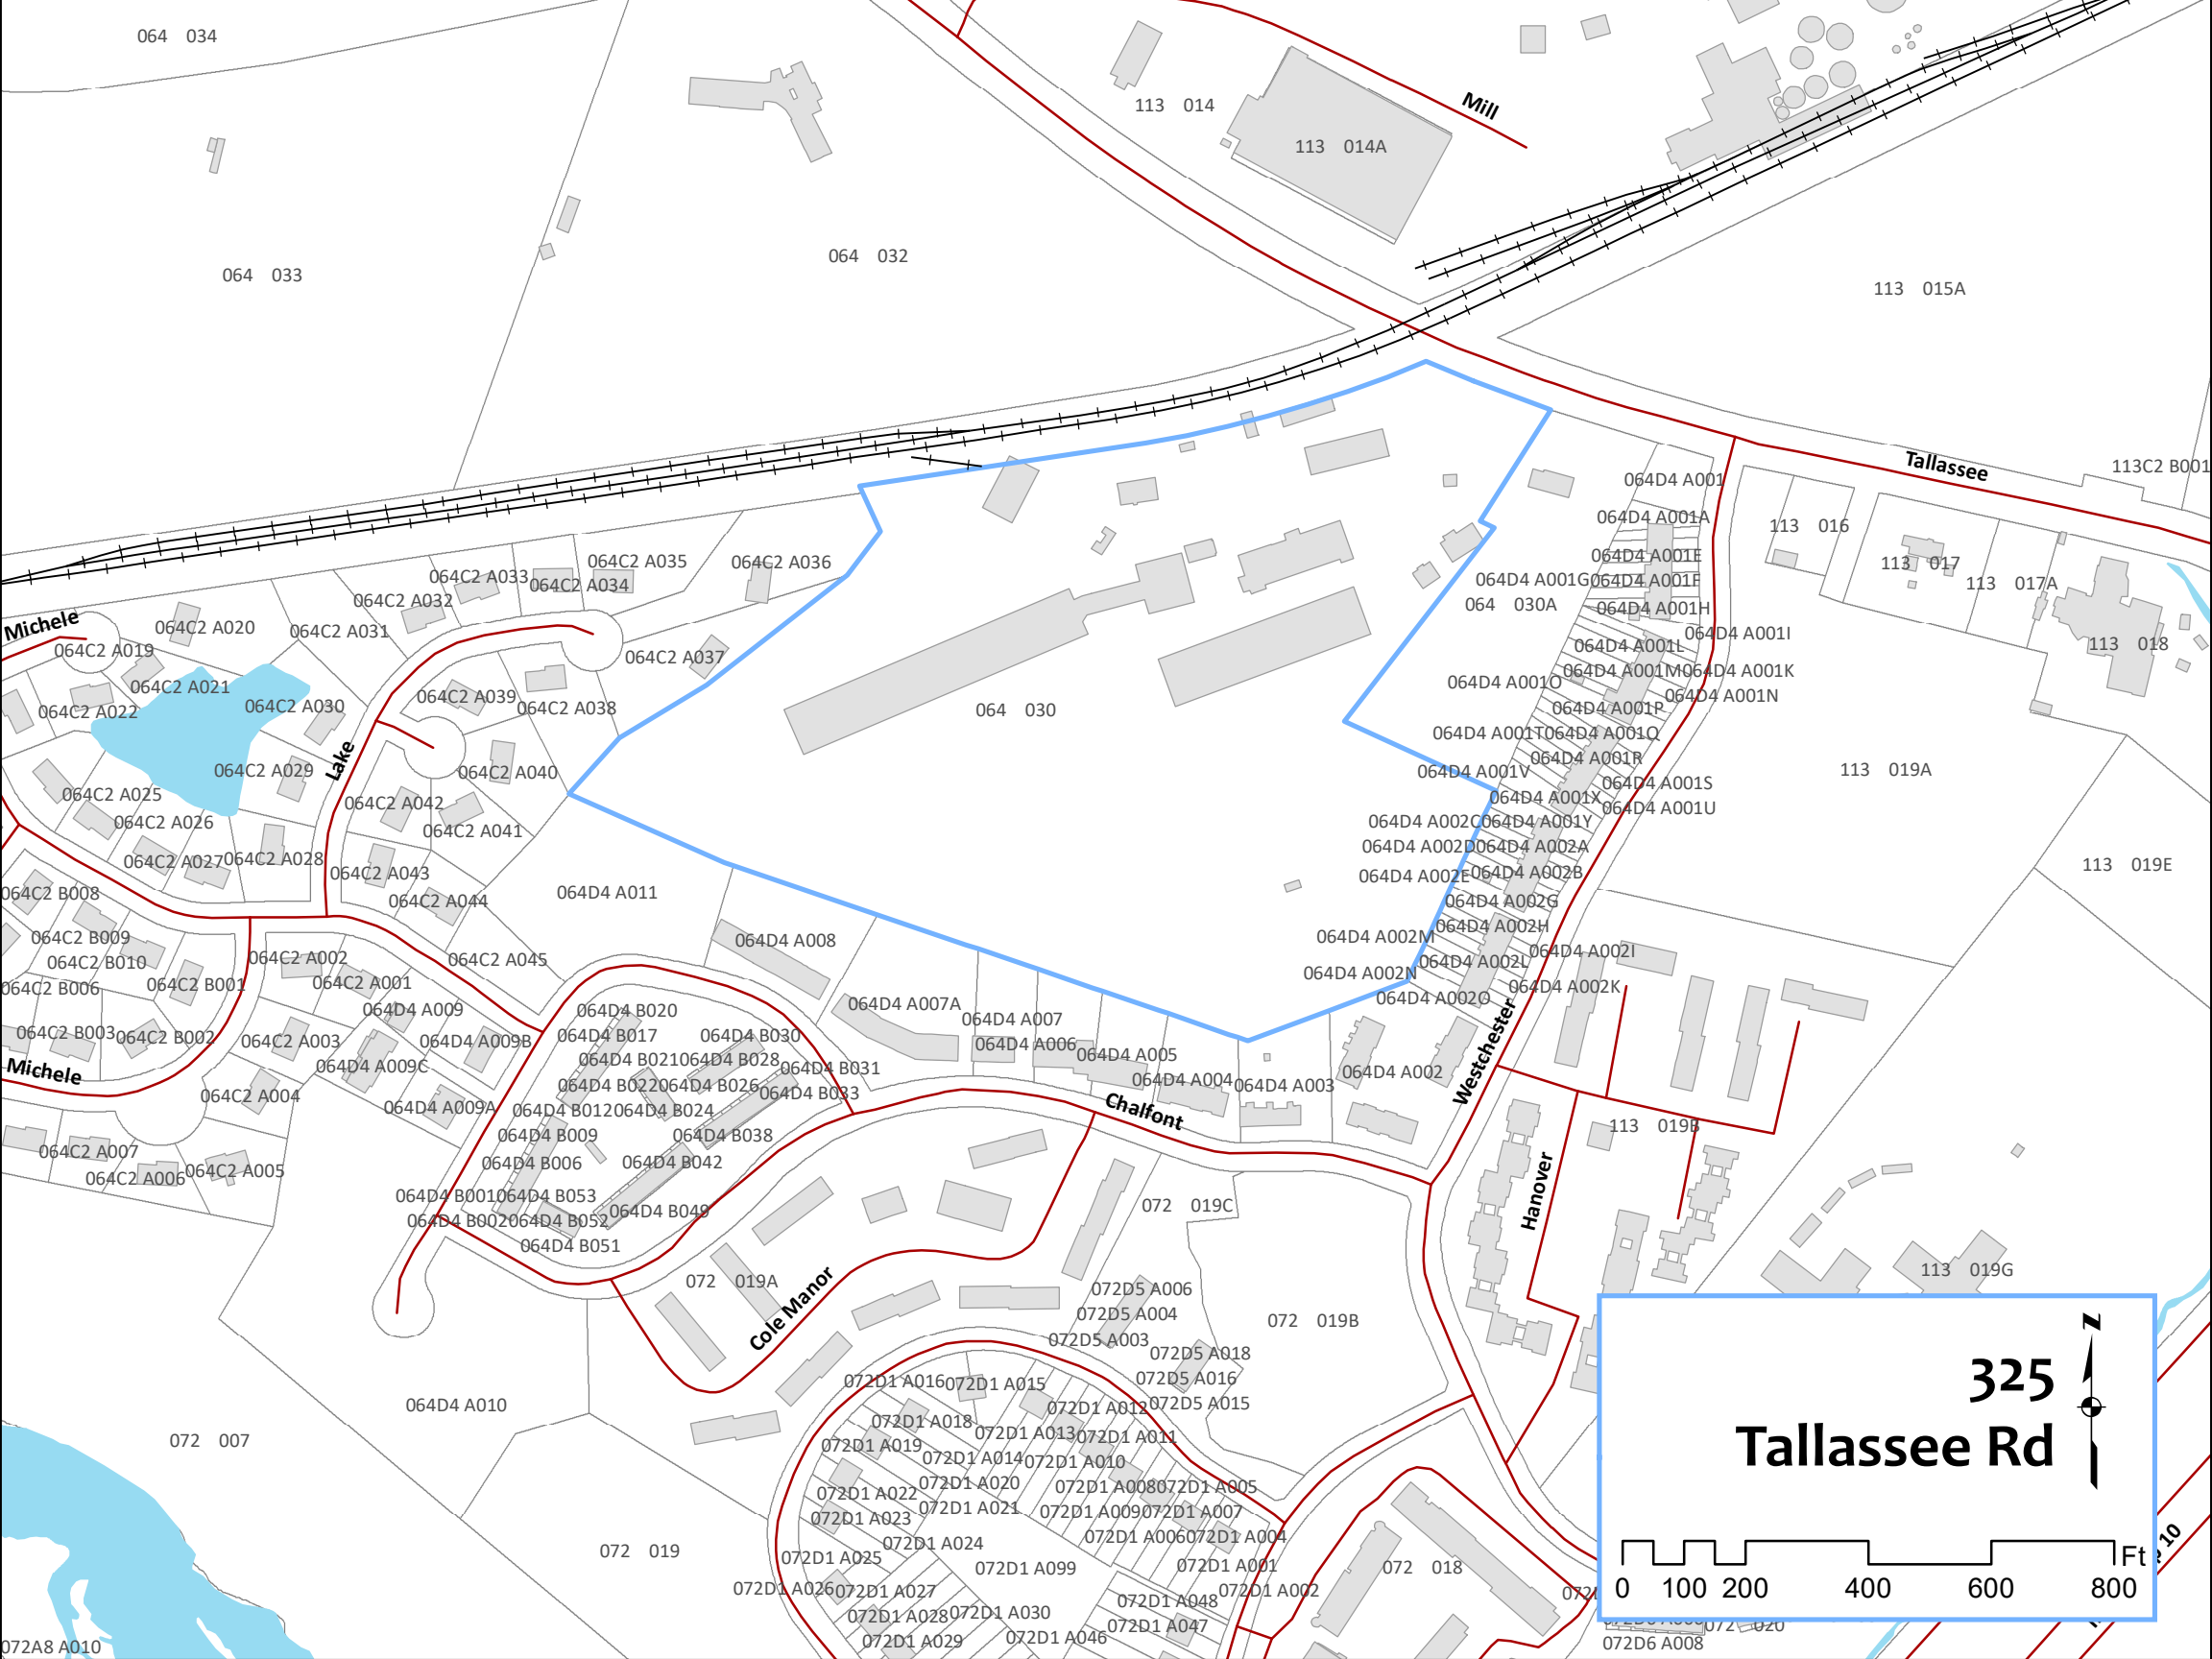 064 034
113 014
Mill
113 014A
064 033
064 032
113 015A
Tallassee
113C2 B001
064D4 A001
064D4 A001A
113 016
064D4 A001E
113 017
064C2 A035
064C2 A036
064C2 A033
064C2 A034
064D4 A001G
064D4 A001F
113 017A
064C2 A032
064 030A
064D4 A001H
Michele
064C2 A020
064C2 A031
064D4 A001I
064C2 A019
064C2 A037
064D4 A001L
113 018
064D4 A001M
064D4 A001K
064C2 A021
064D4 A001O
064C2 A039
064D4 A001N
064C2 A022
064C2 A030
064C2 A038
064 030
064D4 A001P
064D4 A001T
064D4 A001Q
Lake
064D4 A001R
064C2 A029
064C2 A040
064D4 A001V
113 019A
064D4 A001S
064C2 A025
064C2 A042
064D4 A001X
064D4 A001U
064C2 A026
064C2 A041
064D4 A002C
064D4 A001Y
064D4 A002D
064D4 A002A
064C2 A027
064C2 A028
064C2 A043
064D4 A002E
064D4 A002B
113 019E
064C2 B008
064D4 A011
064C2 A044
064D4 A002G
064D4 A002H
064C2 B009
064D4 A008
064D4 A002M
064D4 A002I
064C2 B010
064C2 A002
064C2 A045
064D4 A002L
064D4 A002N
064C2 B006
064C2 B001
064C2 A001
064D4 A002K
064D4 A002O
064D4 A009
064D4 B020
064D4 A007A
064D4 A007
064C2 B003
064C2 B002
064C2 A003
064D4 A009B
064D4 B017
064D4 B030
064D4 A006
Westchester
064D4 A009C
064D4 B021
064D4 B028
064D4 A005
Michele
064D4 B031
064D4 A002
064C2 A004
064D4 B022
064D4 B026
064D4 B033
064D4 A004
064D4 A003
064D4 A009A
064D4 B012
064D4 B024
Chalfont
113 019B
064D4 B009
064D4 B038
064C2 A007
064D4 B006
064D4 B042
064C2 A006
064C2 A005
Hanover
064D4 B001
064D4 B053
072 019C
064D4 B002
064D4 B052
064D4 B049
064D4 B051
113 019G
072 019A
072D5 A006
Cole Manor
072D5 A004
072 019B
072D5 A003
072D5 A018
072D1 A016
072D1 A015
072D5 A016
064D4 A010
072D1 A012
072D5 A015
072D1 A018
072D1 A013
072D1 A011
072 007
072D1 A019
072D1 A014
072D1 A010
072D1 A020
072D1 A008
072D1 A005
072D1 A022
072D1 A021
072D1 A009
072D1 A007
072D1 A023
072D1 A006
072D1 A004
072D1 A024
072 019
072D1 A025
072D1 A099
072D1 A001
072 018
072D1 A026
072D1 A027
072D1 A002
072D1 A048
072D1 A028
072D1 A030
072D1 A047
072D1 A029
072D1 A046
072A8 A010
072 020
072D6 A008
325
Tallassee Rd
N
Ft
0 100 200 400 600 800
10